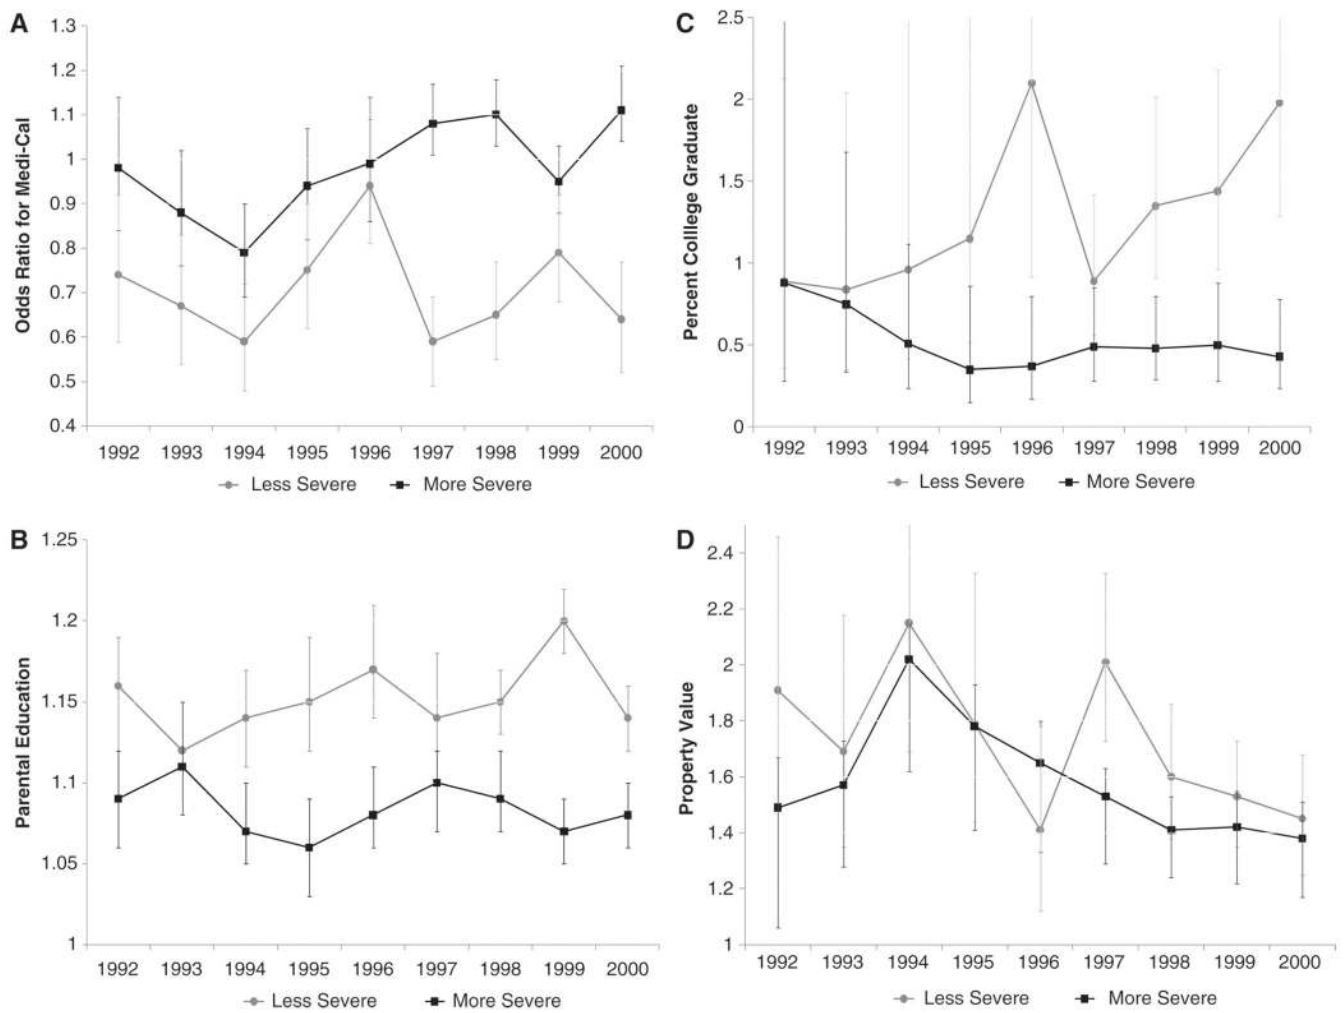 A
Odds Ratio for Medi-Cal
1.3
1.2
1.1
1
0.9
0.8
0.7
0.6
0.5
0.4
1992 1993 1994 1995 1996 1997 1998 1999 2000
Less Severe More Severe
C
Percent Colllege Graduate
2.5
2
1.5
1
0.5
0
1992 1993 1994 1995 1996 1997 1998 1999 2000
Less Severe More Severe
B
Parental Education
1.25
1.2
1.15
1.1
1.05
1
1992 1993 1994 1995 1996 1997 1998 1999 2000
Less Severe More Severe
D
Property Value
2.4
2.2
2
1.8
1.6
1.4
1.2
1
1992 1993 1994 1995 1996 1997 1998 1999 2000
Less Severe More Severe